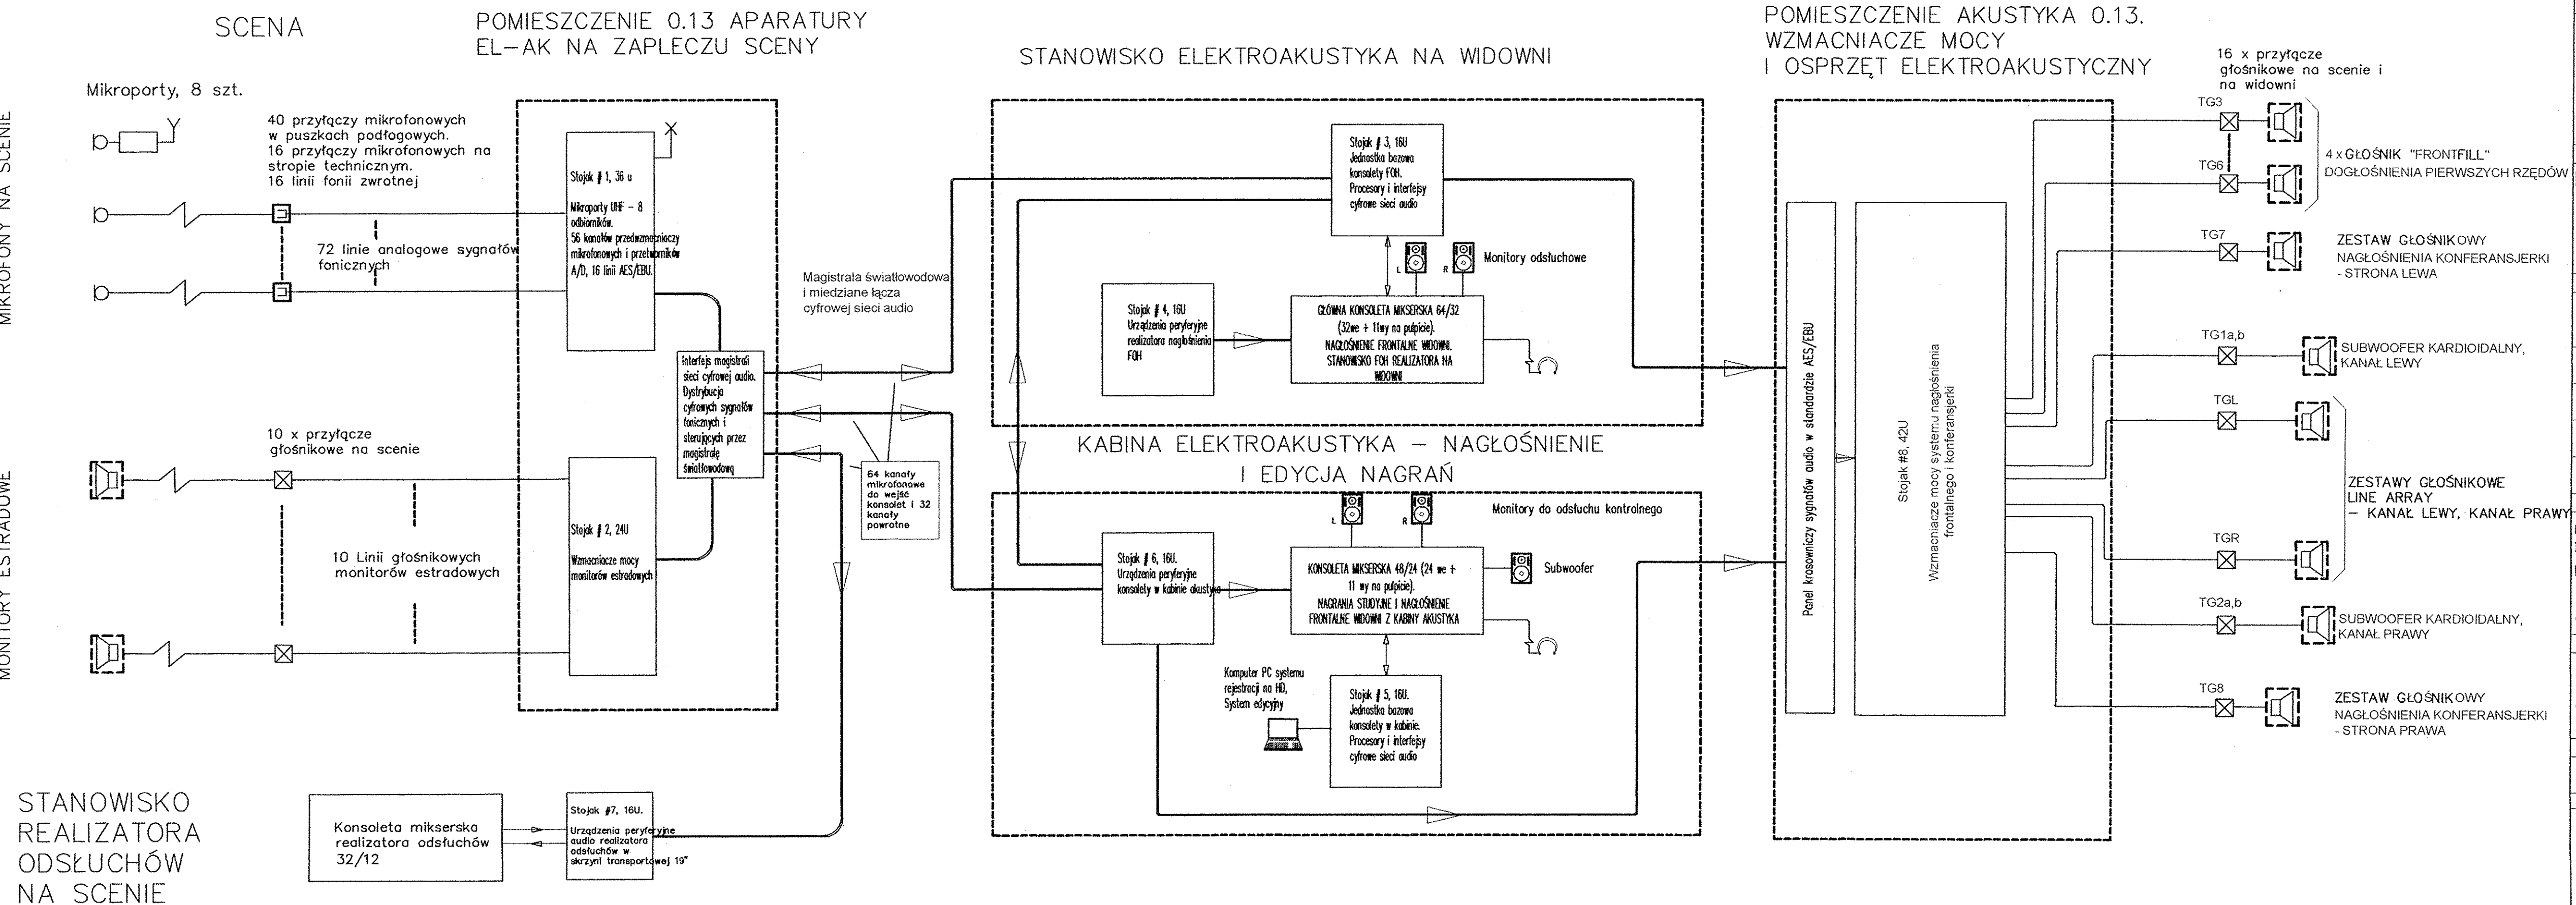 SCENA
POMIESZCZENIE 0.13 APARATURY
EL-AK NA ZAPLECZU SCENY
STANOWISKO ELEKTROAKUSTYKA NA WIDOWNI
POMIESZCZENIE AKUSTYKA 0.13.
WZMACNIACZE MOCY
I OSPRZĘT ELEKTROAKUSTYCZNY
16 x przyłącze
głośnikowe na scenie i
na widowni
MIKROFONY NA SCENIE
Mikroporty, 8 szt.
40 przyłączy mikrofonowych
w puszkach podłogowych.
16 przyłączy mikrofonowych na
stropie technicznym.
16 linii fonii zwrotnej
72 linie analogowe sygnałów
fonicznych
Stojak # 1, 36 u
Mikroporty UHF - 8
odbiorników.
56 kanałów przedwzmacniaczy
mikrofonowych i przetworników
A/D, 16 linii AES/EBU.
Interfejs magistrali
sieci cyfrowej audio.
Dystrybucja
cyfrowych sygnałów
fonicznych i
sterujących przez
magistralę
światłowodową
Magistrala światłowodowa
i miedziane łącza
cyfrowej sieci audio
64 kanały
mikrofonowe
do wejść
konsolet i 32
kanały
powrotne
MONITORY ESTRADOWE
10 x przyłącze
głośnikowe na scenie
10 Linii głośnikowych
monitorów estradowych
Stojak # 2, 24U
Wzmacniacze mocy
monitorów estradowych
STANOWISKO
REALIZATORA
ODSŁUCHÓW
NA SCENIE
Konsoleta mikserska
realizatora odsłuchów
32/12
Stojak #7, 16U.
Urządzenia peryferyjne
audio realizatora
odsłuchów w
skrzyni transportowej 19"
Stojak # 3, 16U
Jednostka bazowa
konsolety FOH.
Procesory i interfejsy
cyfrowe sieci audio
L
R
Monitory odsłuchowe
Stojak # 4, 16U
Urządzenia peryferyjne
realizatora nagłośnienia
FOH
GŁÓWNA KONSOLETA MIKSERSKA 64/32
(32we + 11wy na pulpicie).
NAGŁOŚNIENIE FRONTALNE WIDOWNI.
STANOWISKO FOH REALIZATORA NA
WIDOWNI
KABINA ELEKTROAKUSTYKA - NAGŁOŚNIENIE
I EDYCJA NAGRAŃ
L
R
Monitory do odsłuchu kontrolnego
Stojak # 6, 16U.
Urządzenia peryferyjne
konsolety w kabinie akustyka
KONSOLETA MIKSERSKA 48/24 (24 we +
11 wy na pulpicie).
NAGRANIA STUDYJNE I NAGŁOŚNIENIE
FRONTALNE WIDOWNI Z KABINY AKUSTYKA
Subwoofer
Komputer PC systemu
rejestracji na HD,
System edycyjny
Stojak # 5, 16U.
Jednostka bazowa
konsolety w kabinie.
Procesory i interfejsy
cyfrowe sieci audio
Panel krosowniczy sygnałów audio w standardzie AES/EBU
Stojak #8, 42U
Wzmacniacze mocy systemu nagłośnienia
frontalnego i konferansjerki
TG3
TG6
4 x GŁOŚNIK "FRONTFILL"
DOGŁOŚNIENIA PIERWSZYCH RZĘDÓW
TG7
ZESTAW GŁOŚNIKOWY
NAGŁOŚNIENIA KONFERANSJERKI
- STRONA LEWA
TG1a,b
SUBWOOFER KARDIOIDALNY,
KANAŁ LEWY
TGL
ZESTAWY GŁOŚNIKOWE
LINE ARRAY
- KANAŁ LEWY, KANAŁ PRAWY
TGR
TG2a,b
SUBWOOFER KARDIOIDALNY,
KANAŁ PRAWY
TG8
ZESTAW GŁOŚNIKOWY
NAGŁOŚNIENIA KONFERANSJERKI
- STRONA PRAWA